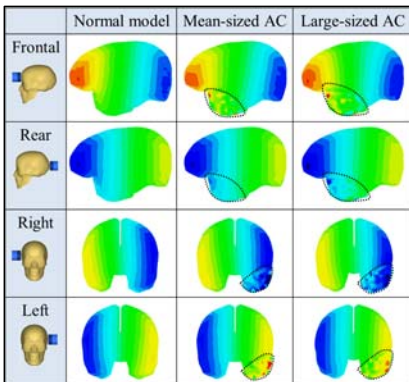 Normal model Mean-sized AC Large-sized AC
Frontal
Rear
Right
Left